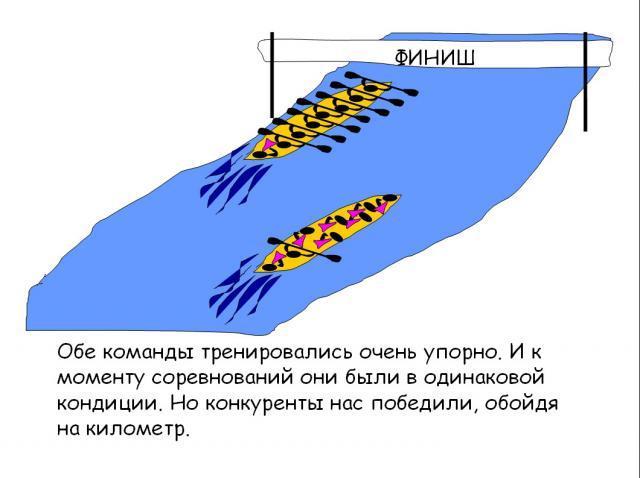 ФИНИШ
Обе команды тренировались очень упорно. И к
моменту соревнований они были в одинаковой
кондиции. Но конкуренты нас победили, обойдя
на километр.